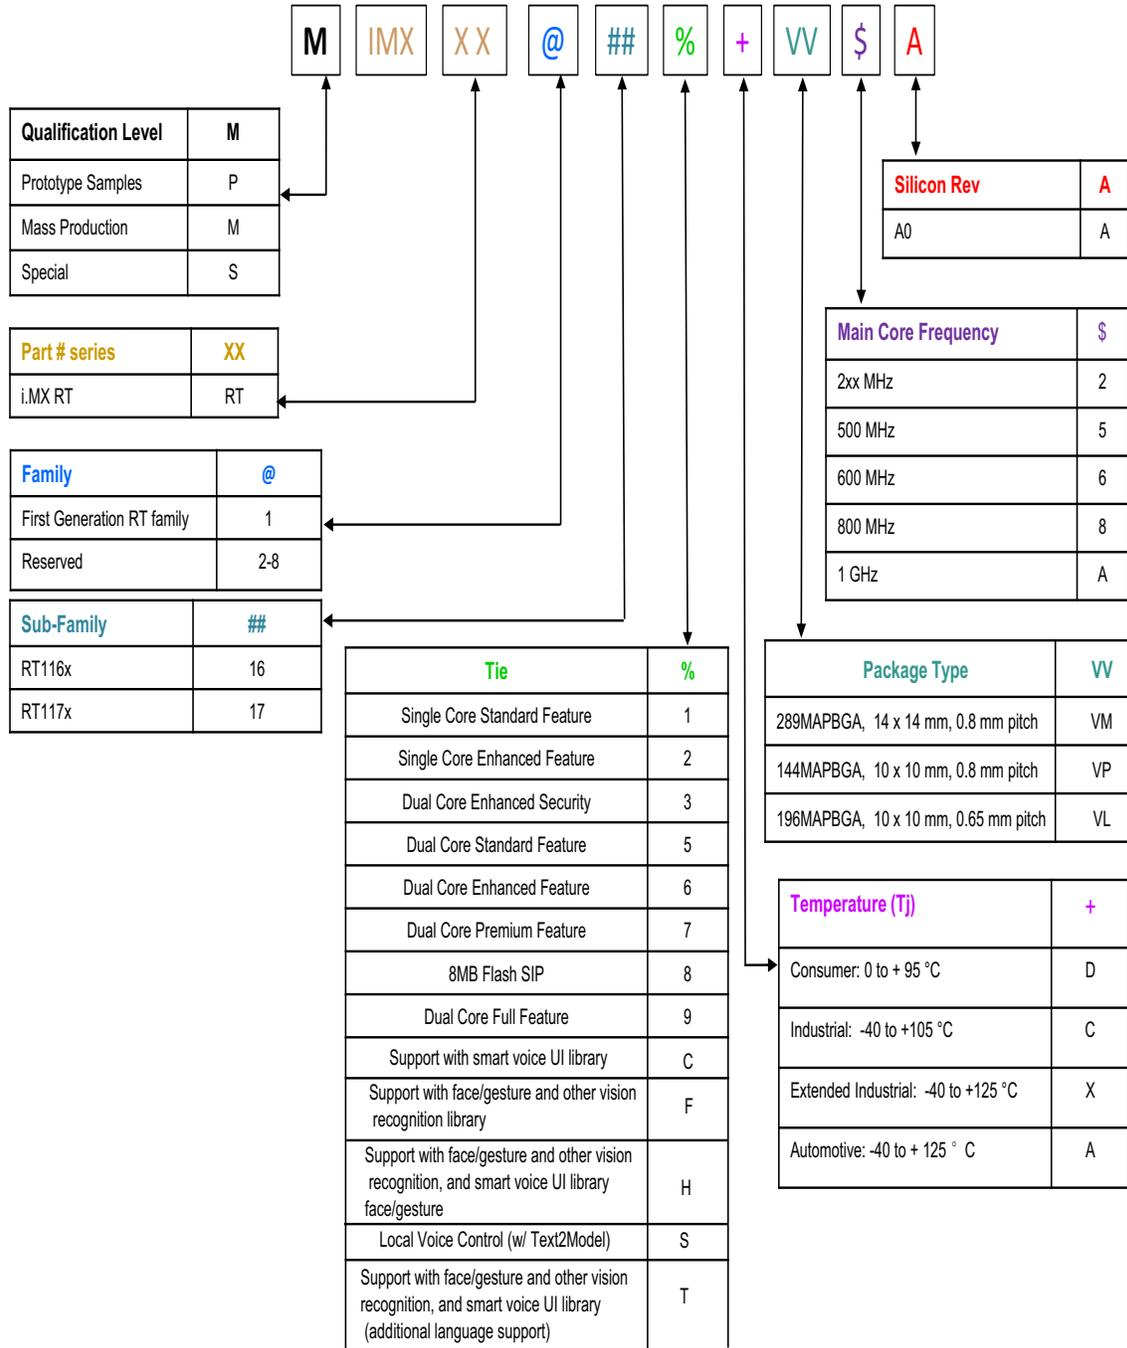 M IMX X X @ ## % + VV $ A
Qualification Level M
Prototype Samples P
Mass Production M
Special S
Part # series XX
i.MX RT RT
Family @
First Generation RT family 1
Reserved 2-8
Sub-Family ##
RT116x 16
RT117x 17
Tie %
Single Core Standard Feature 1
Single Core Enhanced Feature 2
Dual Core Enhanced Security 3
Dual Core Standard Feature 5
Dual Core Enhanced Feature 6
Dual Core Premium Feature 7
8MB Flash SIP 8
Dual Core Full Feature 9
Support with smart voice UI library C
Support with face/gesture and other vision
recognition library F
Support with face/gesture and other vision
recognition, and smart voice UI library H
face/gesture
Local Voice Control (w/ Text2Model) S
Support with face/gesture and other vision
recognition, and smart voice UI library T
(additional language support)
Silicon Rev A
A0 A
Main Core Frequency $
2xx MHz 2
500 MHz 5
600 MHz 6
800 MHz 8
1 GHz A
Package Type VV
289MAPBGA, 14 x 14 mm, 0.8 mm pitch VM
144MAPBGA, 10 x 10 mm, 0.8 mm pitch VP
196MAPBGA, 10 x 10 mm, 0.65 mm pitch VL
Temperature (Tj) +
Consumer: 0 to + 95 °C D
Industrial: -40 to +105 °C C
Extended Industrial: -40 to +125 °C X
Automotive: -40 to + 125 ° C A